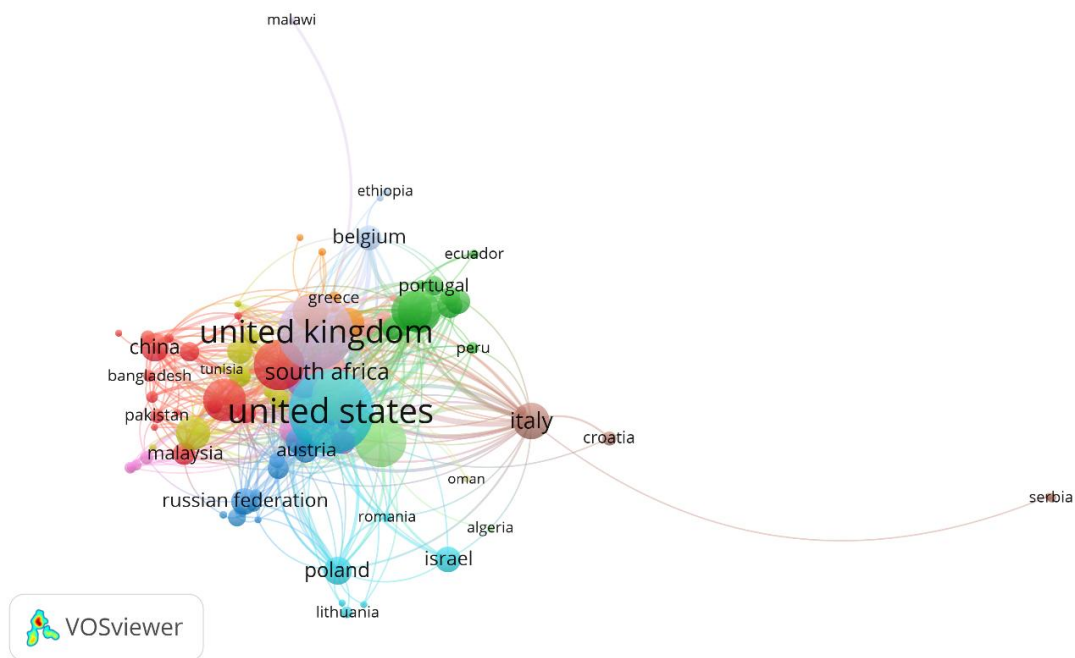 malawi
ethiopia
belgium
ecuador
portugal
greece
united kingdom
china
peru
tunisia
south africa
bangladesh
united states
pakistan
italy
croatia
malaysia
austria
oman
russian federation
serbia
romania
algeria
israel
poland
lithuania
VOSviewer